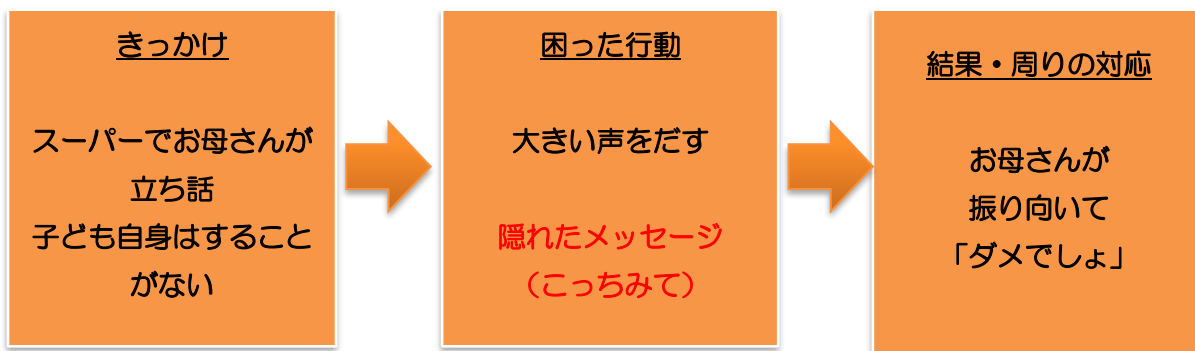 きっかけ
スーパーでお母さんが
立ち話
子ども自身はすること
がない
困った行動
大きい声をだす
隠れたメッセージ
（こっちみて）
結果・周りの対応
お母さんが
振り向いて
「ダメでしょ」